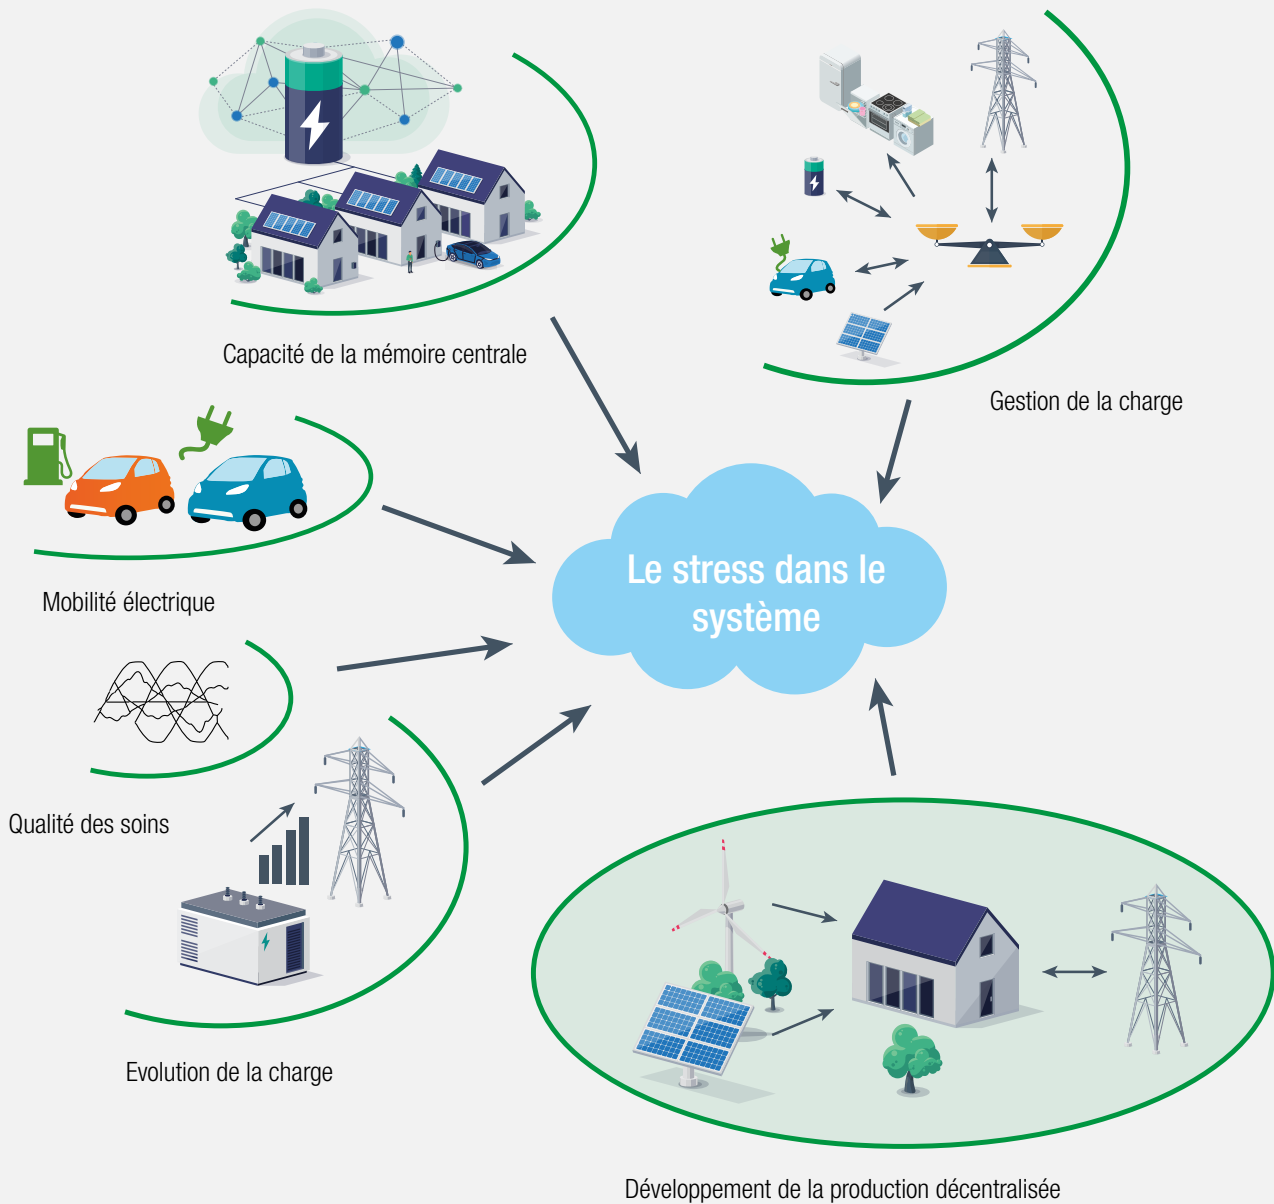 Capacité de la mémoire centrale
Gestion de la charge
Mobilité électrique
Le stress dans le
système
Qualité des soins
Evolution de la charge
Développement de la production décentralisée